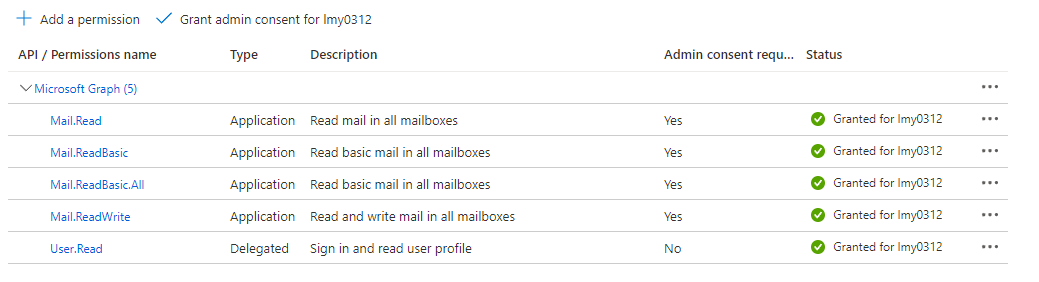 Add a permission Grant admin consent for lmy0312
API / Permissions name Type Description Admin consent requ... Status
Microsoft Graph (5)
Mail.Read Application Read mail in all mailboxes Yes Granted for lmy0312
Mail.ReadBasic Application Read basic mail in all mailboxes Yes Granted for lmy0312
Mail.ReadBasic.All Application Read basic mail in all mailboxes Yes Granted for lmy0312
Mail.ReadWrite Application Read and write mail in all mailboxes Yes Granted for lmy0312
User.Read Delegated Sign in and read user profile No Granted for lmy0312